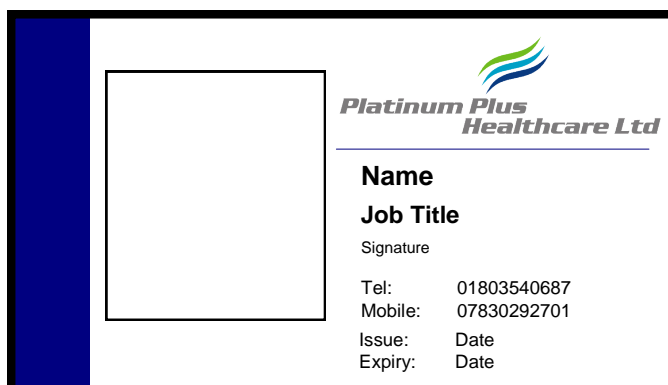 Platinum Plus
Healthcare Ltd
Name
Job Title
Signature
Tel: 01803540687
Mobile: 07830292701
Issue: Date
Expiry: Date